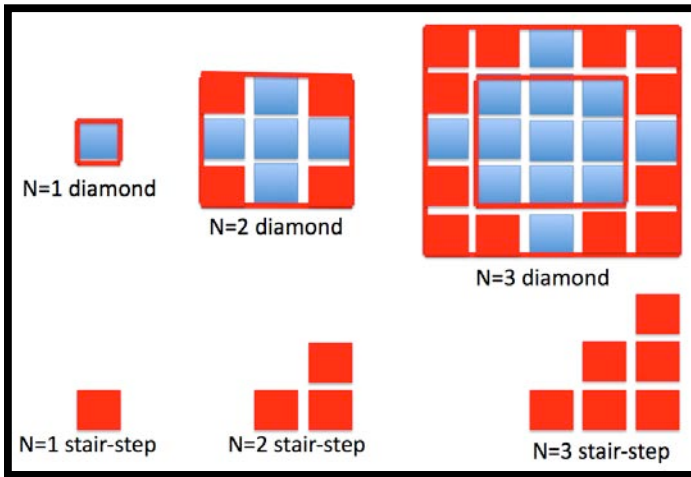 N=1 diamond
N=2 diamond
N=3 diamond
N=1 stair-step
N=2 stair-step
N=3 stair-step